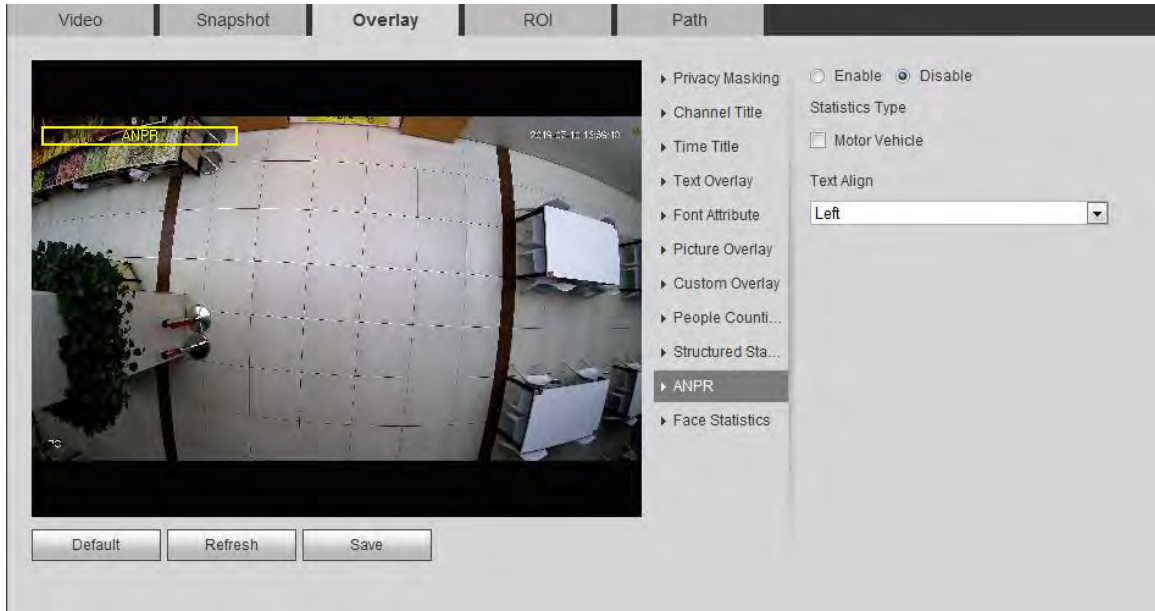 Video
Snapshot
Overlay
ROI
Path
ANPR
Privacy Masking
Channel Title
Time Title
Text Overlay
Font Attribute
Picture Overlay
Custom Overlay
People Counti...
Structured Sta...
ANPR
Face Statistics
Enable
Disable
Statistics Type
Motor Vehicle
Text Align
Left
Default
Refresh
Save